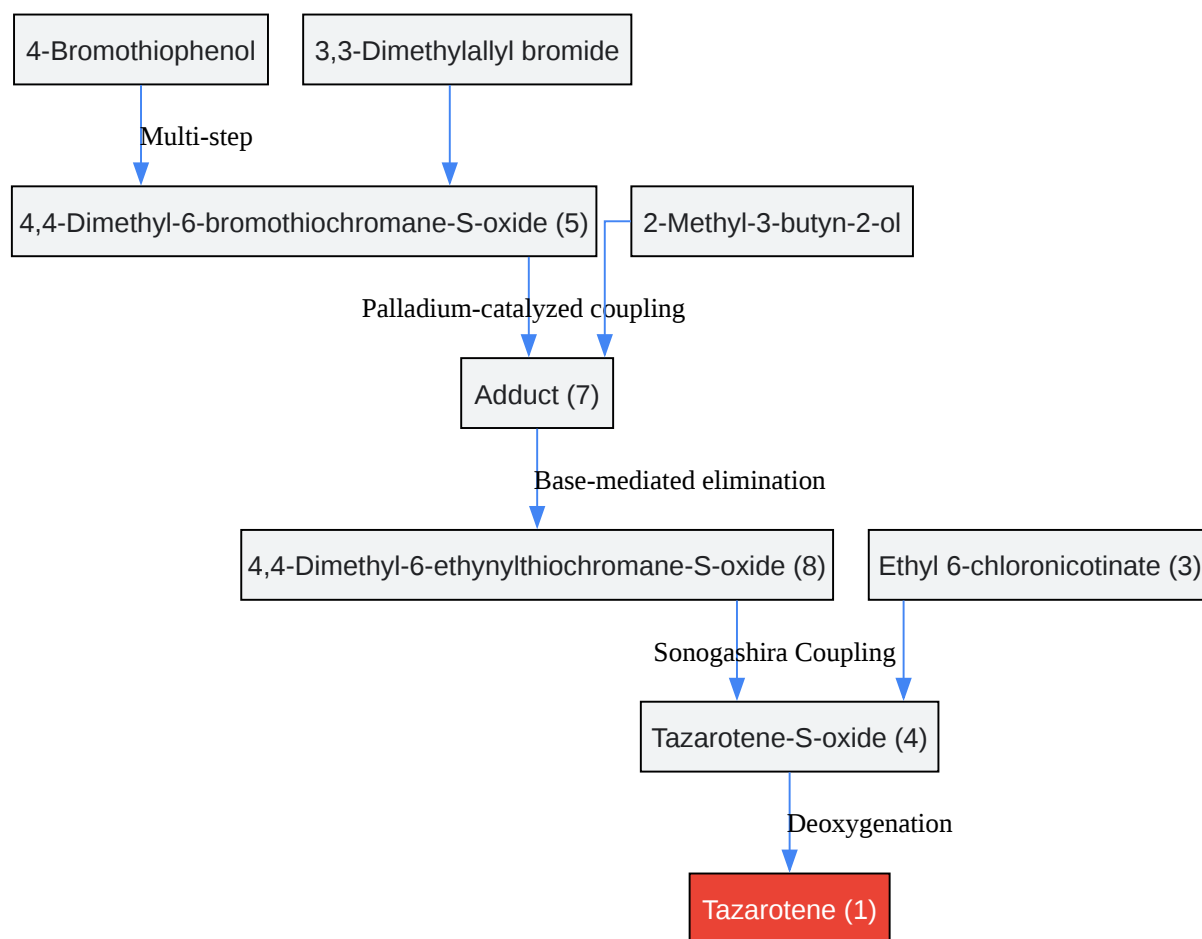 4-Bromothiophenol
3,3-Dimethylallyl bromide
Multi-step
4,4-Dimethyl-6-bromothiochromane-S-oxide (5)
2-Methyl-3-butyn-2-ol
Palladium-catalyzed coupling
Adduct (7)
Base-mediated elimination
4,4-Dimethyl-6-ethynylthiochromane-S-oxide (8)
Ethyl 6-chloronicotinate (3)
Sonogashira Coupling
Tazarotene-S-oxide (4)
Deoxygenation
Tazarotene (1)